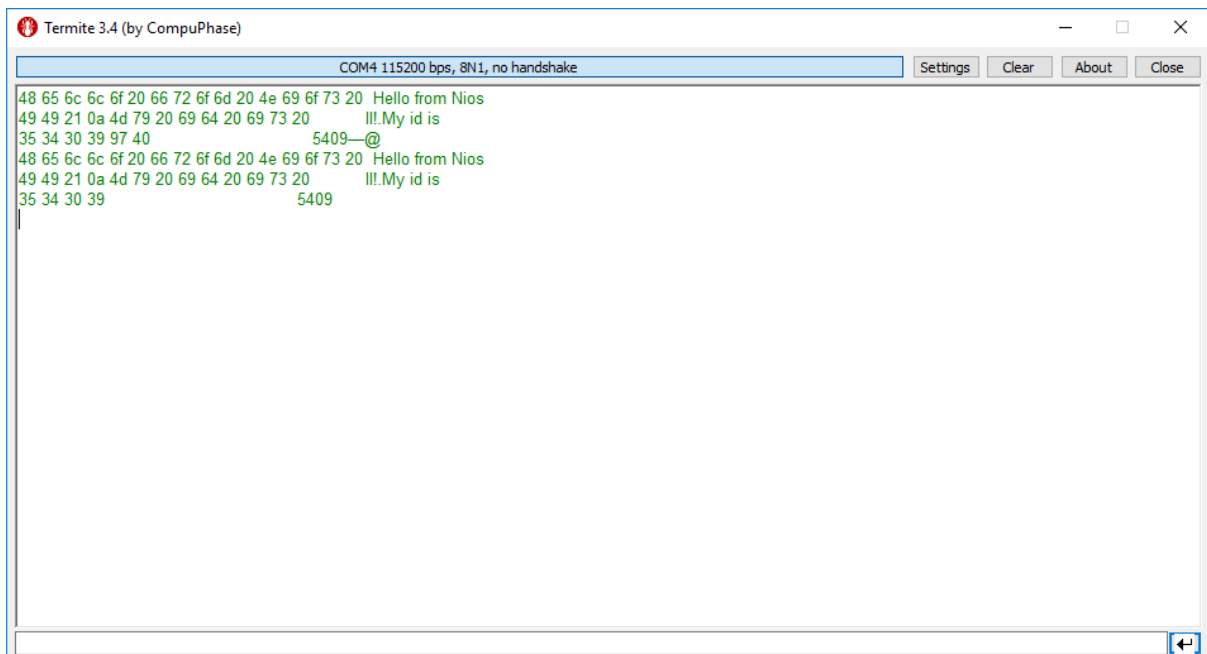 Termite 3.4 (by CompuPhase)
COM4 115200 bps, 8N1, no handshake Settings Clear About Close
48 65 6c 6c 6f 20 66 72 6f 6d 20 4e 69 6f 73 20 Hello from Nios
49 49 21 0a 4d 79 20 69 64 20 69 73 20 II!.My id is
35 34 30 39 97 40 5409—@
48 65 6c 6c 6f 20 66 72 6f 6d 20 4e 69 6f 73 20 Hello from Nios
49 49 21 0a 4d 79 20 69 64 20 69 73 20 II!.My id is
35 34 30 39 5409